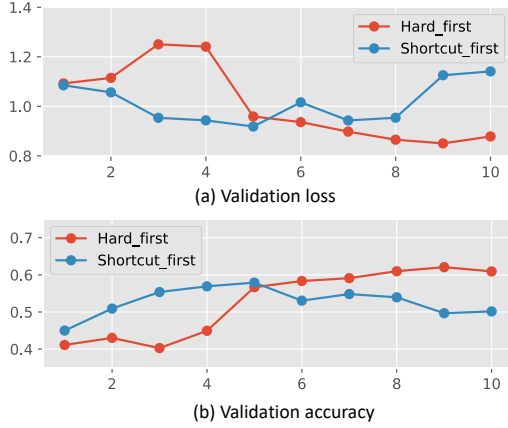 1.4
1.2
1.0
0.8
Hard_first
Shortcut_first
2 4 6 8 10
(a) Validation loss
0.7
0.6
0.5
0.4
Hard_first
Shortcut_first
2 4 6 8 10
(b) Validation accuracy